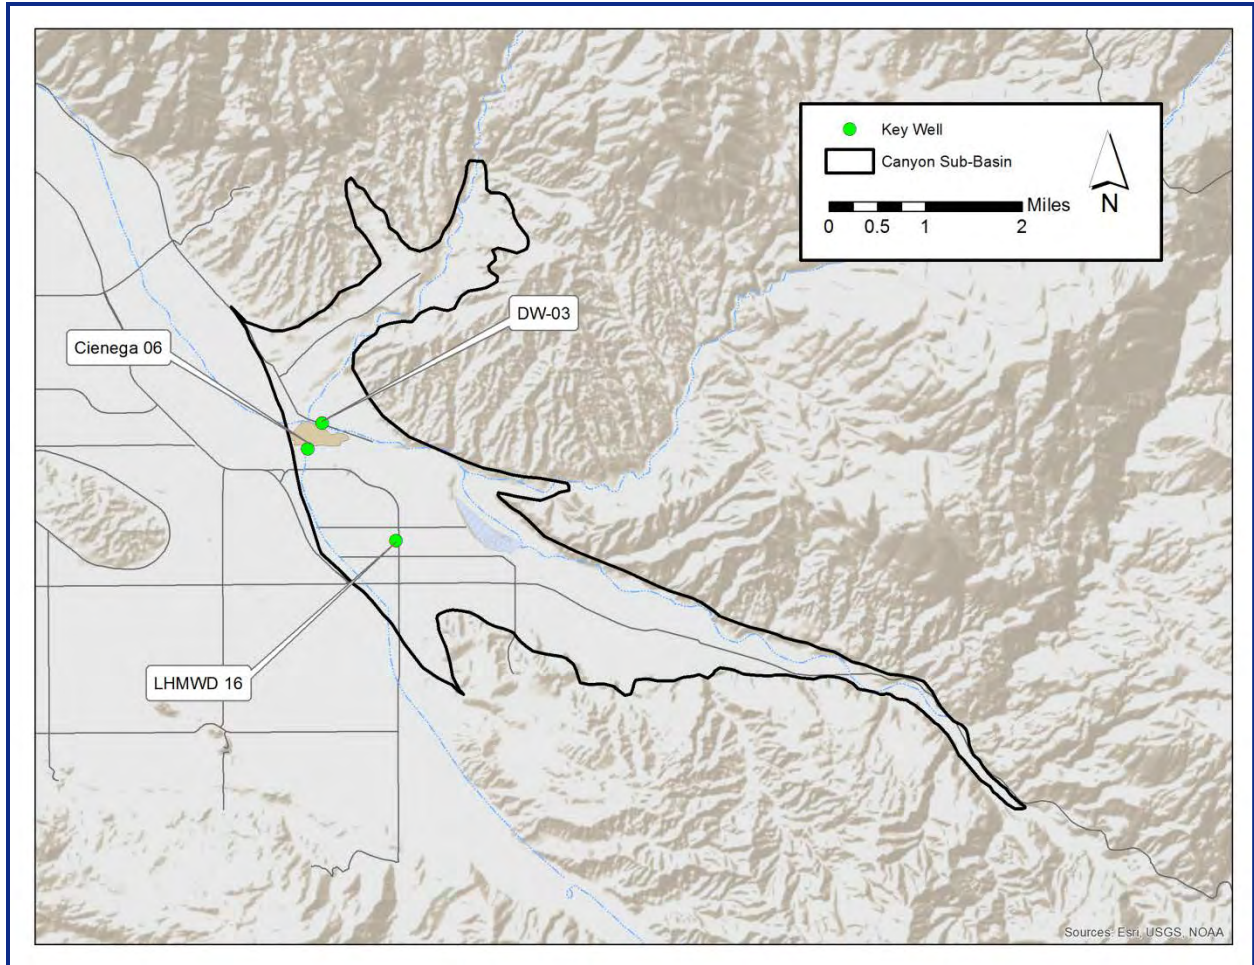 Key Well
Canyon Sub-Basin
Miles
0 0.5 1 2
N
DW-03
Cienega 06
LHMWD 16
Sources: Esri, USGS, NOAA